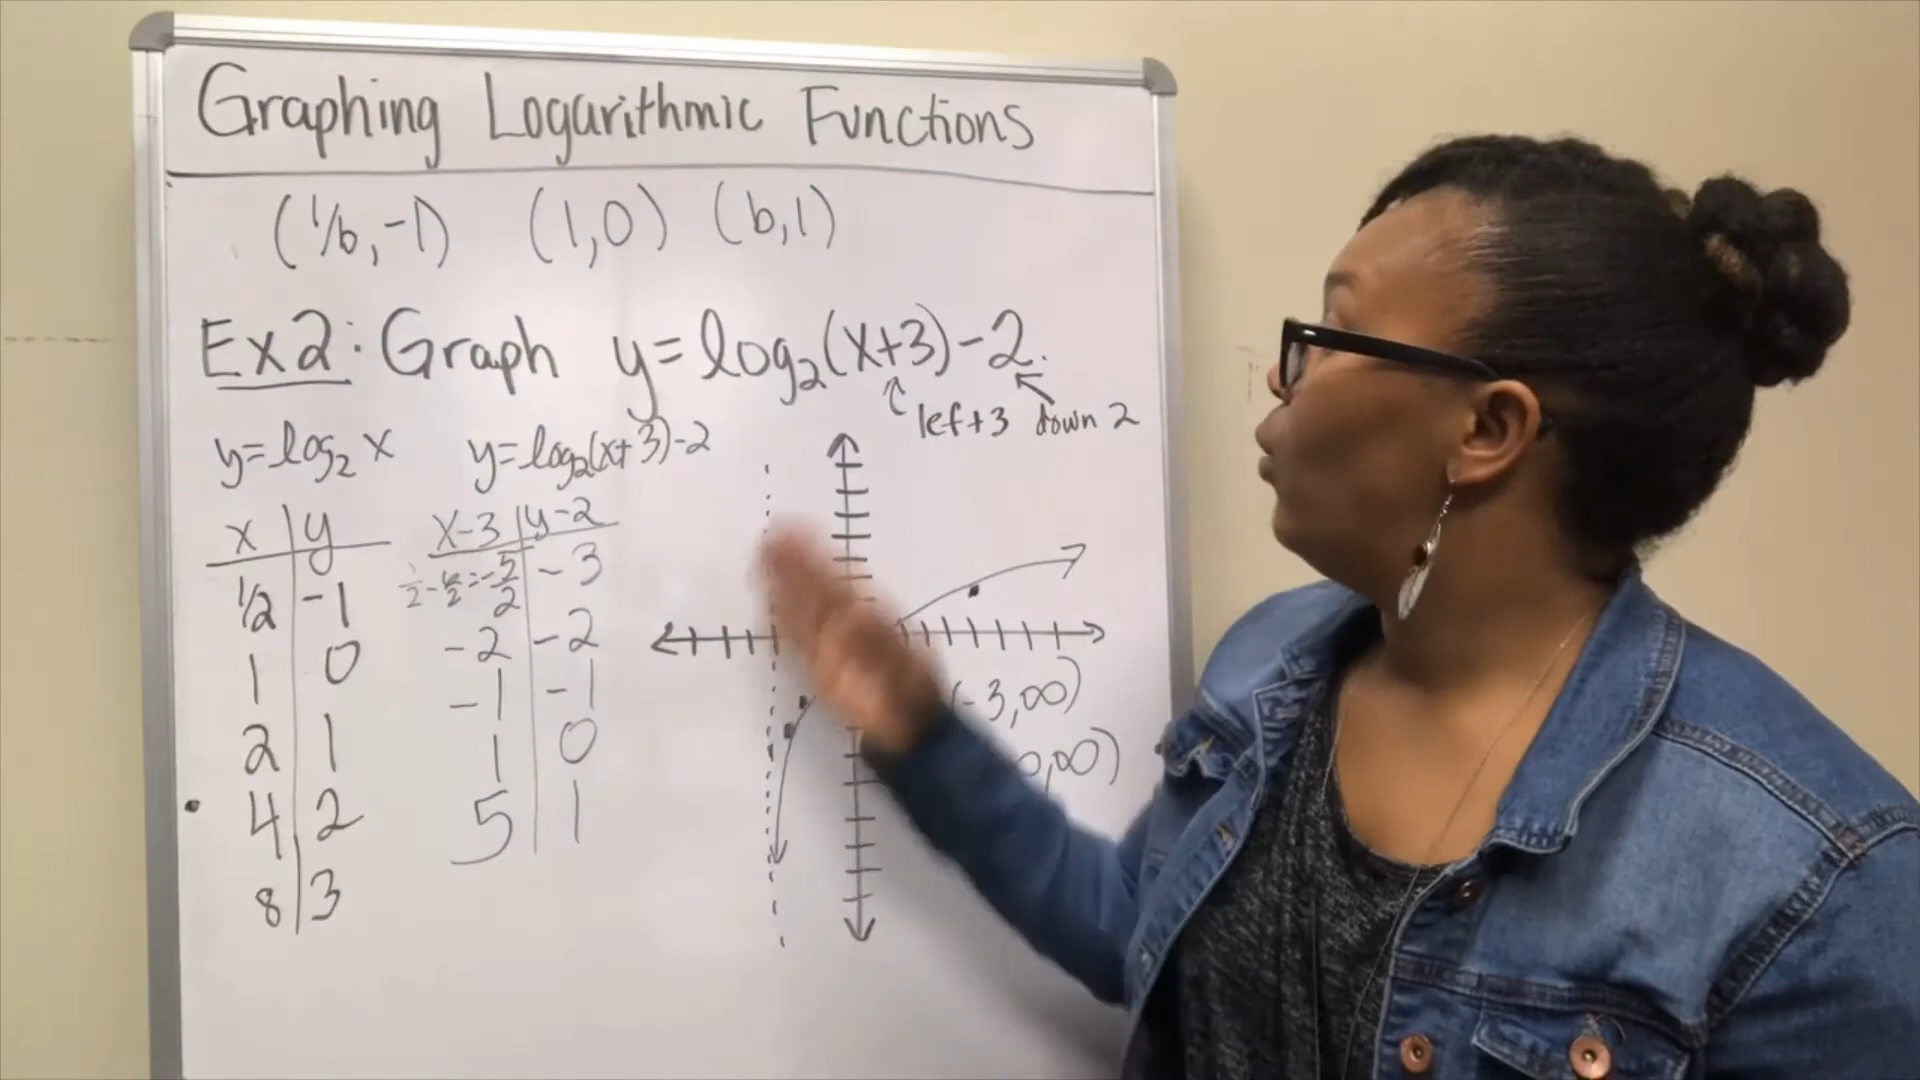 Graphing Logarithmic Functions
(1/b, -1) (1,0) (b,1)
Ex2: Graph y=log₂(x+3)-2.
left 3 down 2
y=log₂ x y=log₂(x+3)-2
x y x-3 y-2
1/2 -1 1/2-6/2=-5/2 -3
1 0 -2 -2
2 1 -1 -1
4 2 1 0
8 3 5 1
(-3,∞)
,∞)